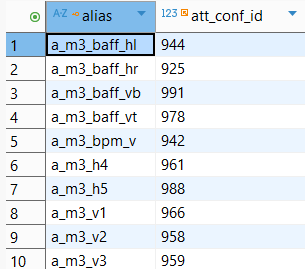 A-Z alias 123 att_conf_id
1 a_m3_baff_hl 944
2 a_m3_baff_hr 925
3 a_m3_baff_vb 991
4 a_m3_baff_vt 978
5 a_m3_bpm_v 942
6 a_m3_h4 961
7 a_m3_h5 988
8 a_m3_v1 966
9 a_m3_v2 958
10 a_m3_v3 959